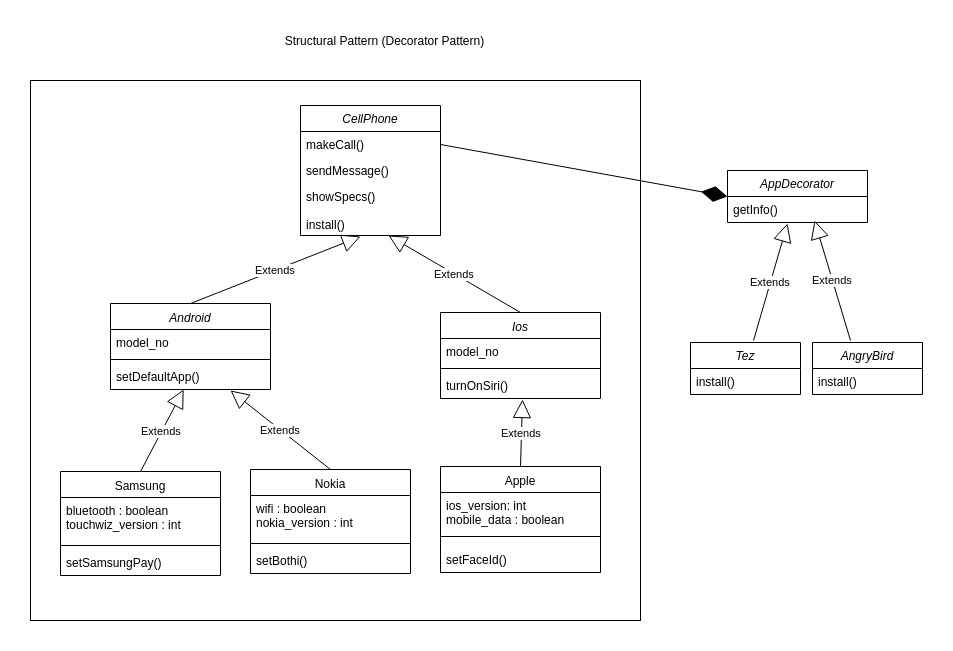 Structural Pattern (Decorator Pattern)
CellPhone
makeCall()
sendMessage()
showSpecs()
install()
AppDecorator
getInfo()
Extends
Extends
Extends
Extends
Android
model_no
setDefaultApp()
Ios
model_no
turnOnSiri()
Tez
install()
AngryBird
install()
Extends
Extends
Extends
Samsung
bluetooth : boolean
touchwiz_version : int
setSamsungPay()
Nokia
wifi : boolean
nokia_version : int
setBothi()
Apple
ios_version: int
mobile_data : boolean
setFaceId()